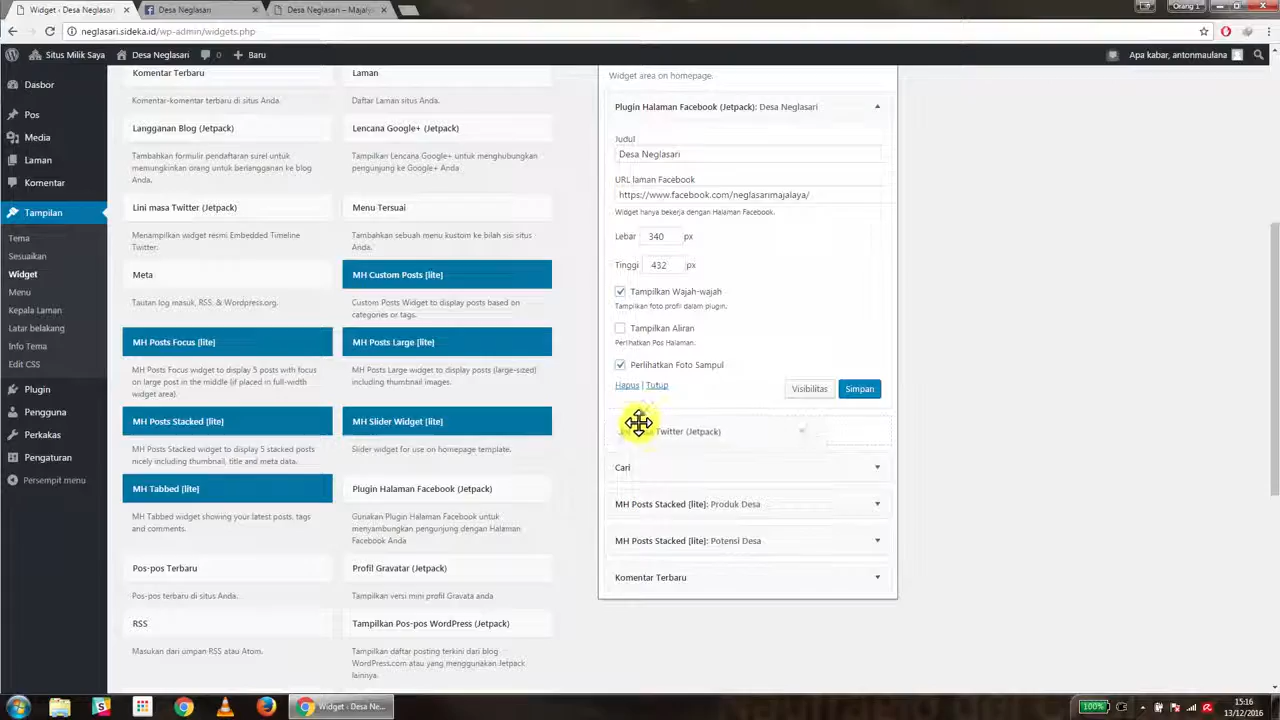 Widget ‹ Desa Neglasari
Desa Neglasari
Desa Neglasari – Majalay
Orang 1
neglasari.sideka.id/wp-admin/widgets.php
Situs Milik Saya
Desa Neglasari
0
Baru
Apa kabar, antonmaulana
Dasbor
Pos
Media
Laman
Komentar
Tampilan
Tema
Sesuaikan
Widget
Menu
Kepala Laman
Latar belakang
Info Tema
Edit CSS
Plugin
Pengguna
Perkakas
Pengaturan
Persempit menu
Komentar Terbaru
Komentar-komentar terbaru di situs Anda.
Langganan Blog (Jetpack)
Tambahkan formulir pendaftaran surel untuk
memungkinkan orang untuk berlangganan ke blog
Anda.
Lini masa Twitter (Jetpack)
Menampilkan widget resmi Embedded Timeline
Twitter.
Meta
Tautan log masuk, RSS, & Wordpress.org.
MH Posts Focus [lite]
MH Posts Focus widget to display 5 posts with focus
on large post in the middle (if placed in full-width
widget area).
MH Posts Stacked [lite]
MH Posts Stacked widget to display 5 stacked posts
nicely including thumbnail, title and meta data.
MH Tabbed [lite]
MH Tabbed widget showing your latest posts, tags
and comments.
Pos-pos Terbaru
Pos-pos terbaru di situs Anda.
RSS
Masukan dari umpan RSS atau Atom.
Laman
Daftar Laman situs Anda.
Lencana Google+ (Jetpack)
Tampilkan Lencana Google+ untuk menghubungkan
pengunjung ke Google+ Anda
Menu Tersuai
Tambahkan sebuah menu kustom ke bilah sisi situs
Anda.
MH Custom Posts [lite]
Custom Posts Widget to display posts based on
categories or tags.
MH Posts Large [lite]
MH Posts Large widget to display posts (large-sized)
including thumbnail images.
MH Slider Widget [lite]
Slider widget for use on homepage template.
Plugin Halaman Facebook (Jetpack)
Gunakan Plugin Halaman Facebook untuk
menyambungkan pengunjung dengan Halaman
Facebook Anda
Profil Gravatar (Jetpack)
Tampilkan versi mini profil Gravata anda
Tampilkan Pos-pos WordPress (Jetpack)
Tampilkan daftar posting terkini dari blog
WordPress.com atau yang menggunakan Jetpack
lainnya.
Widget area on homepage.
Plugin Halaman Facebook (Jetpack): Desa Neglasari
Judul
Desa Neglasari
URL laman Facebook
https://www.facebook.com/neglasarimajalaya/
Widget hanya bekerja dengan Halaman Facebook.
Lebar 340 px
Tinggi 432 px
Tampilkan Wajah-wajah
Tampilkan foto profil dalam plugin.
Tampilkan Aliran
Perlihatkan Pos Halaman.
Perlihatkan Foto Sampul
Hapus | Tutup
Visibilitas
Simpan
Twitter (Jetpack)
Cari
MH Posts Stacked [lite]: Produk Desa
MH Posts Stacked [lite]: Potensi Desa
Komentar Terbaru
Widget ‹ Desa Ne...
100%
15:16
13/12/2016